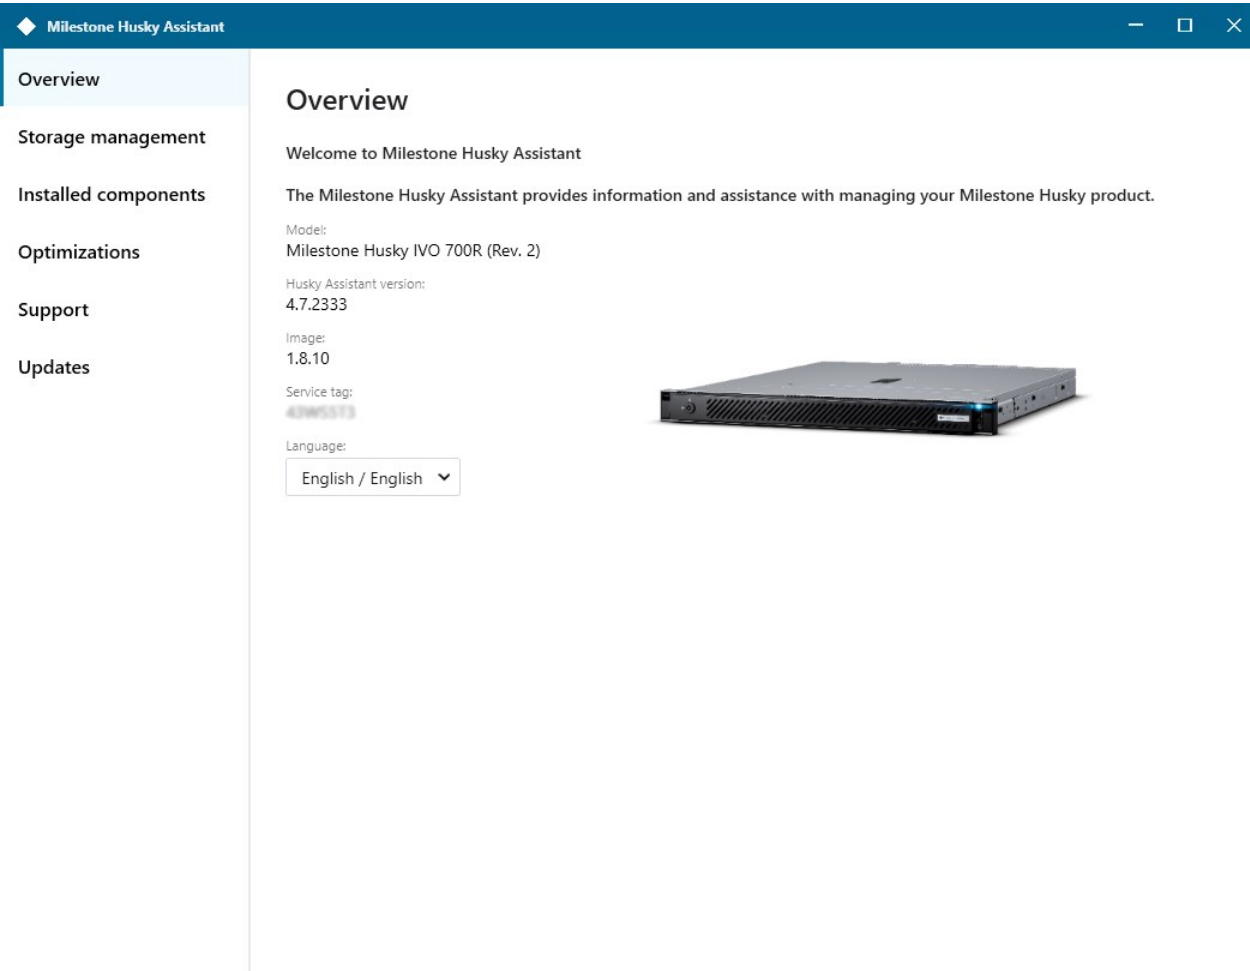 Milestone Husky Assistant
Overview
Storage management
Installed components
Optimizations
Support
Updates
Overview
Welcome to Milestone Husky Assistant
The Milestone Husky Assistant provides information and assistance with managing your Milestone Husky product.
Model:
Milestone Husky IVO 700R (Rev. 2)
Husky Assistant version:
4.7.2333
Image:
1.8.10
Service tag:
Language:
English / English